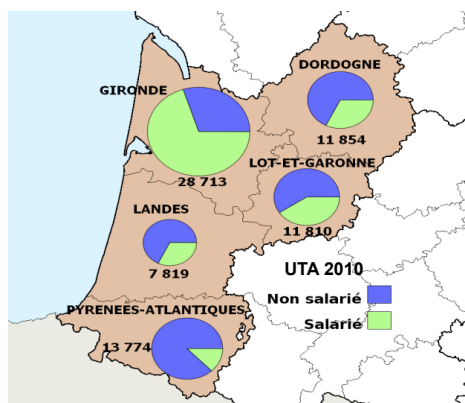 DORDOGNE
11 854
GIRONDE
28 713
LOT-ET-GARONNE
11 810
LANDES
7 819
PYRENEES-ATLANTIQUES
13 774
UTA 2010
Non salarié
Salarié